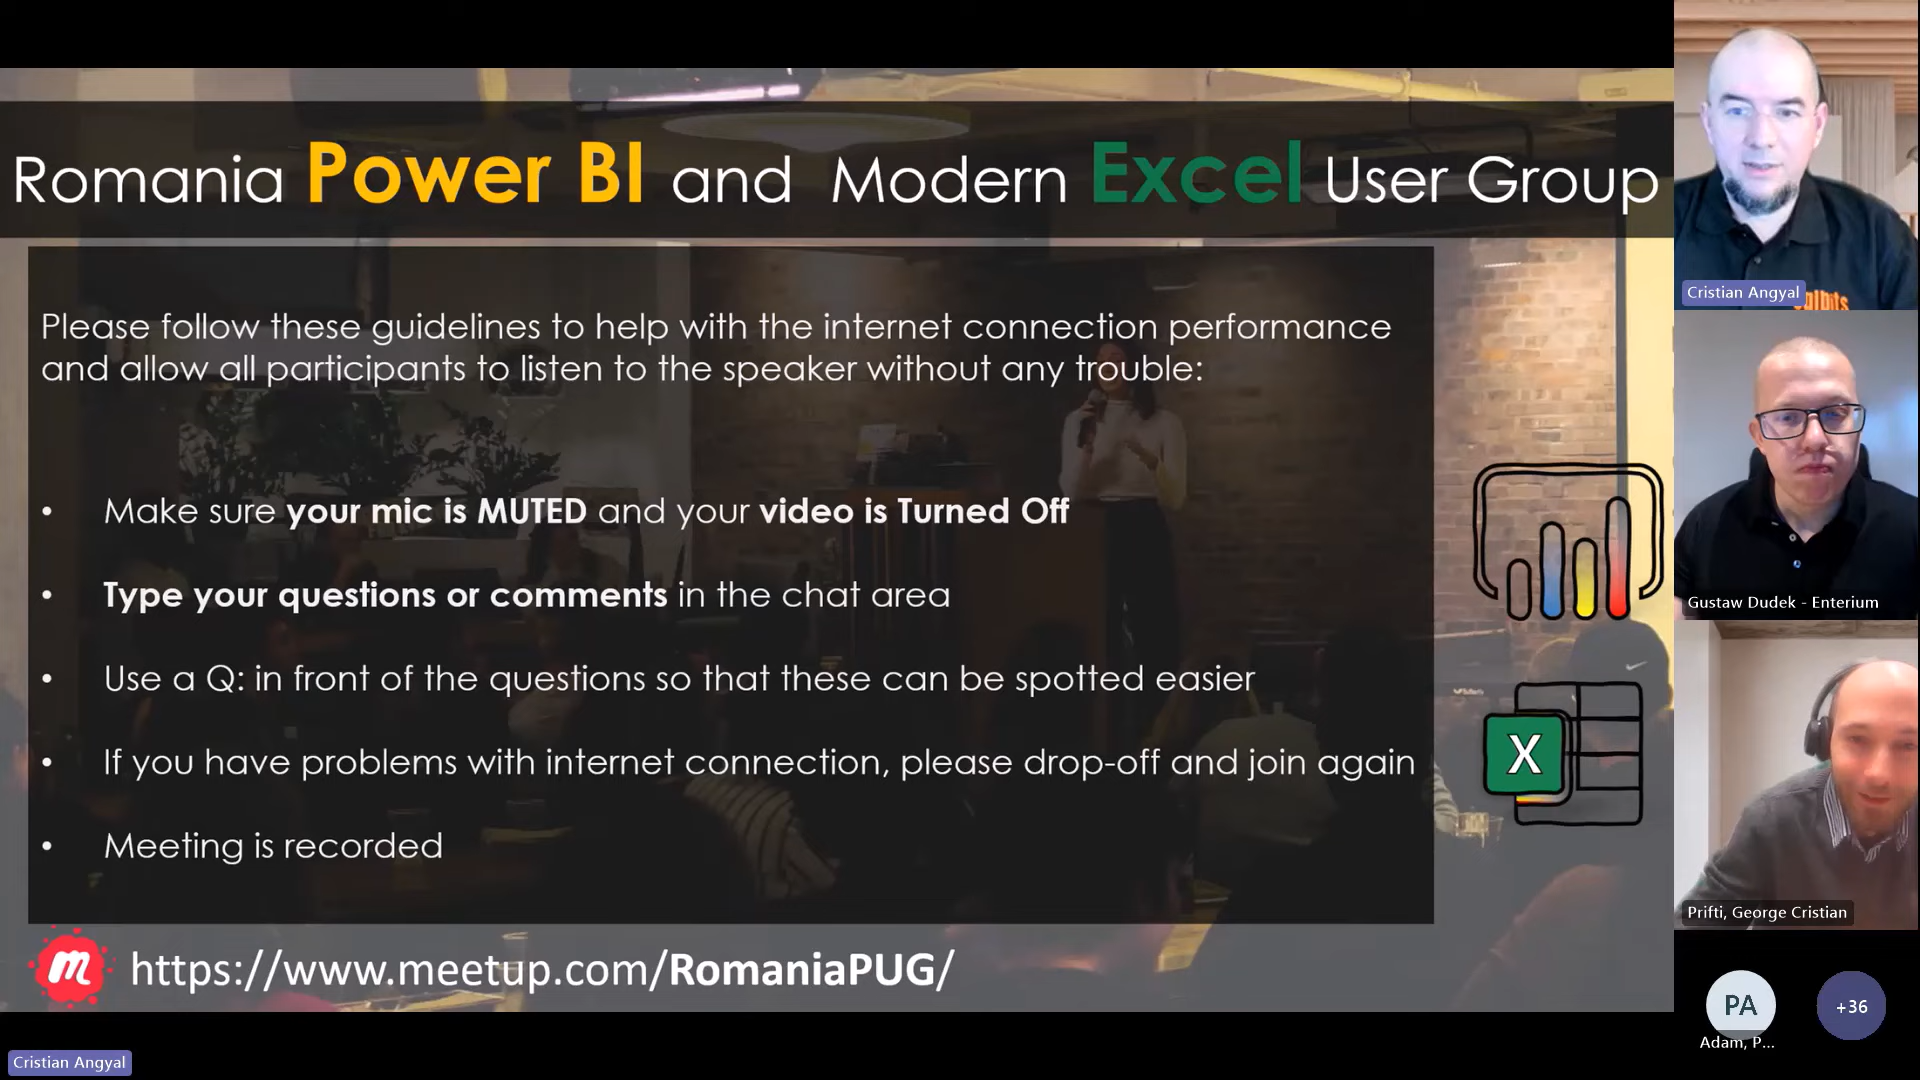 Romania Power BI and Modern Excel User Group
Please follow these guidelines to help with the internet connection performance
and allow all participants to listen to the speaker without any trouble:
• Make sure your mic is MUTED and your video is Turned Off
• Type your questions or comments in the chat area
• Use a Q: in front of the questions so that these can be spotted easier
• If you have problems with internet connection, please drop-off and join again
• Meeting is recorded
X
m
https://www.meetup.com/RomaniaPUG/
Cristian Angyal
Cristian Angyal
Gustaw Dudek - Enterium
Prifti, George Cristian
PA
+36
Adam, P...